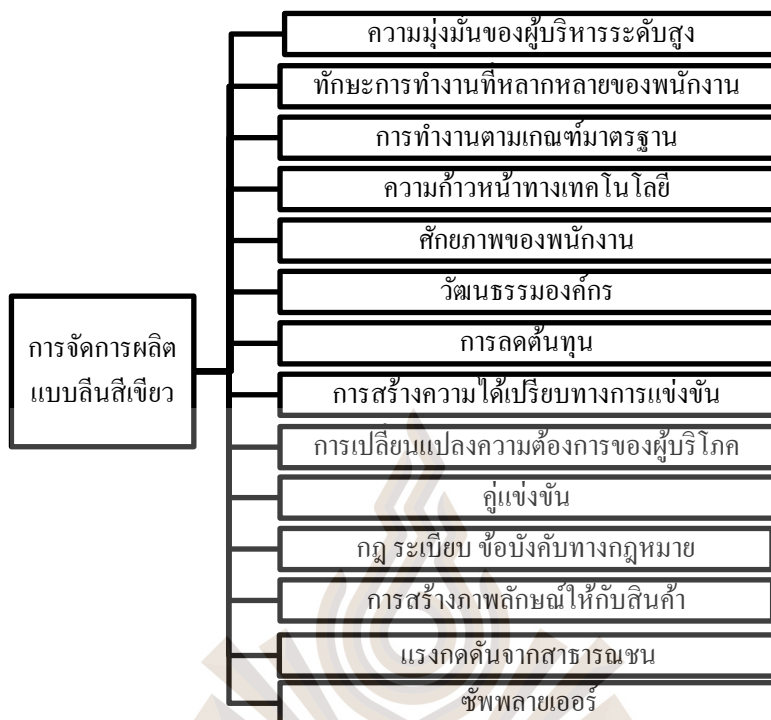 ความมุ่งมั่นของผู้บริหารระดับสูง
ทักษะการทำงานที่หลากหลายของพนักงาน
การทำงานตามเกณฑ์มาตรฐาน
ความก้าวหน้าทางเทคโนโลยี
ศักยภาพของพนักงาน
วัฒนธรรมองค์กร
การจัดการผลิต
แบบลีนสีเขียว
การลดต้นทุน
การสร้างความได้เปรียบทางการแข่งขัน
การเปลี่ยนแปลงความต้องการของผู้บริโภค
คู่แข่งขัน
กฎ ระเบียบ ข้อบังคับทางกฎหมาย
การสร้างภาพลักษณ์ให้กับสินค้า
แรงกดดันจากสาธารณชน
ซัพพลายเออร์